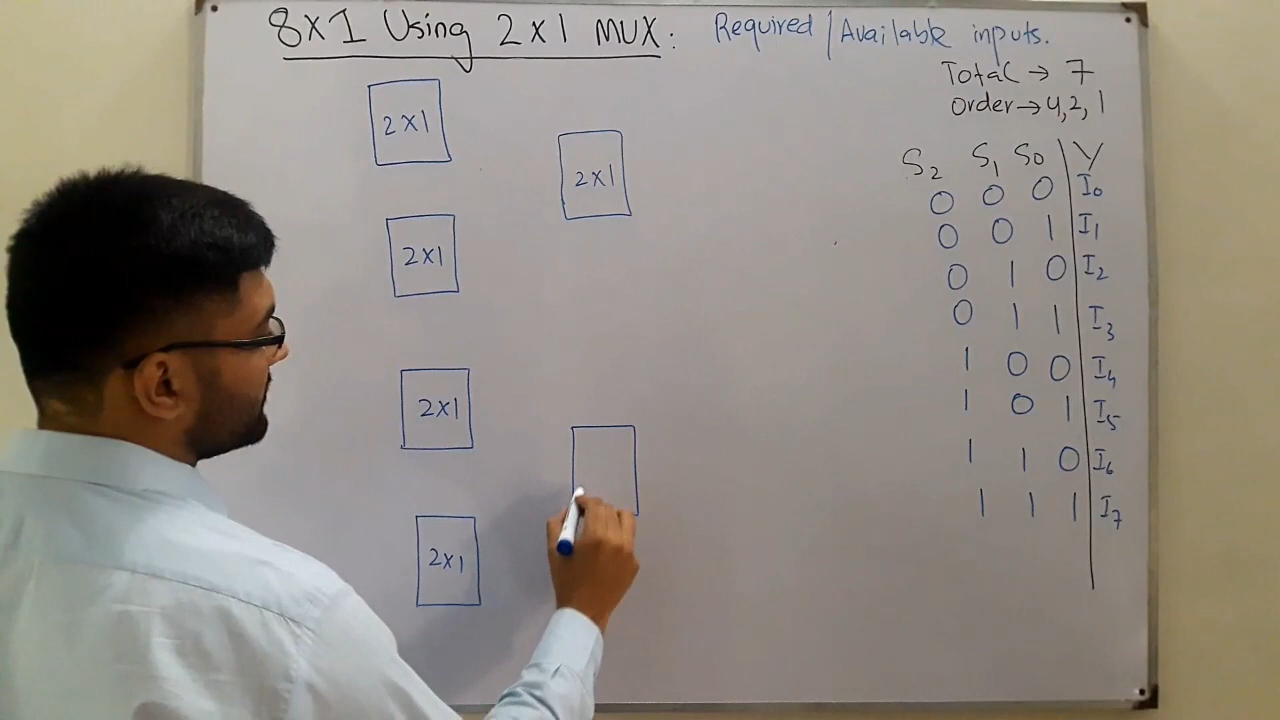 8X1 Using 2x1 MUX:
Required/Available inputs.
Total → 7
Order → 4,2,1
2X1
2X1
2X1
2X1
2X1
S2 S1 S0 Y
0 0 0 I0
0 0 1 I1
0 1 0 I2
0 1 1 I3
1 0 0 I4
1 0 1 I5
1 1 0 I6
1 1 1 I7